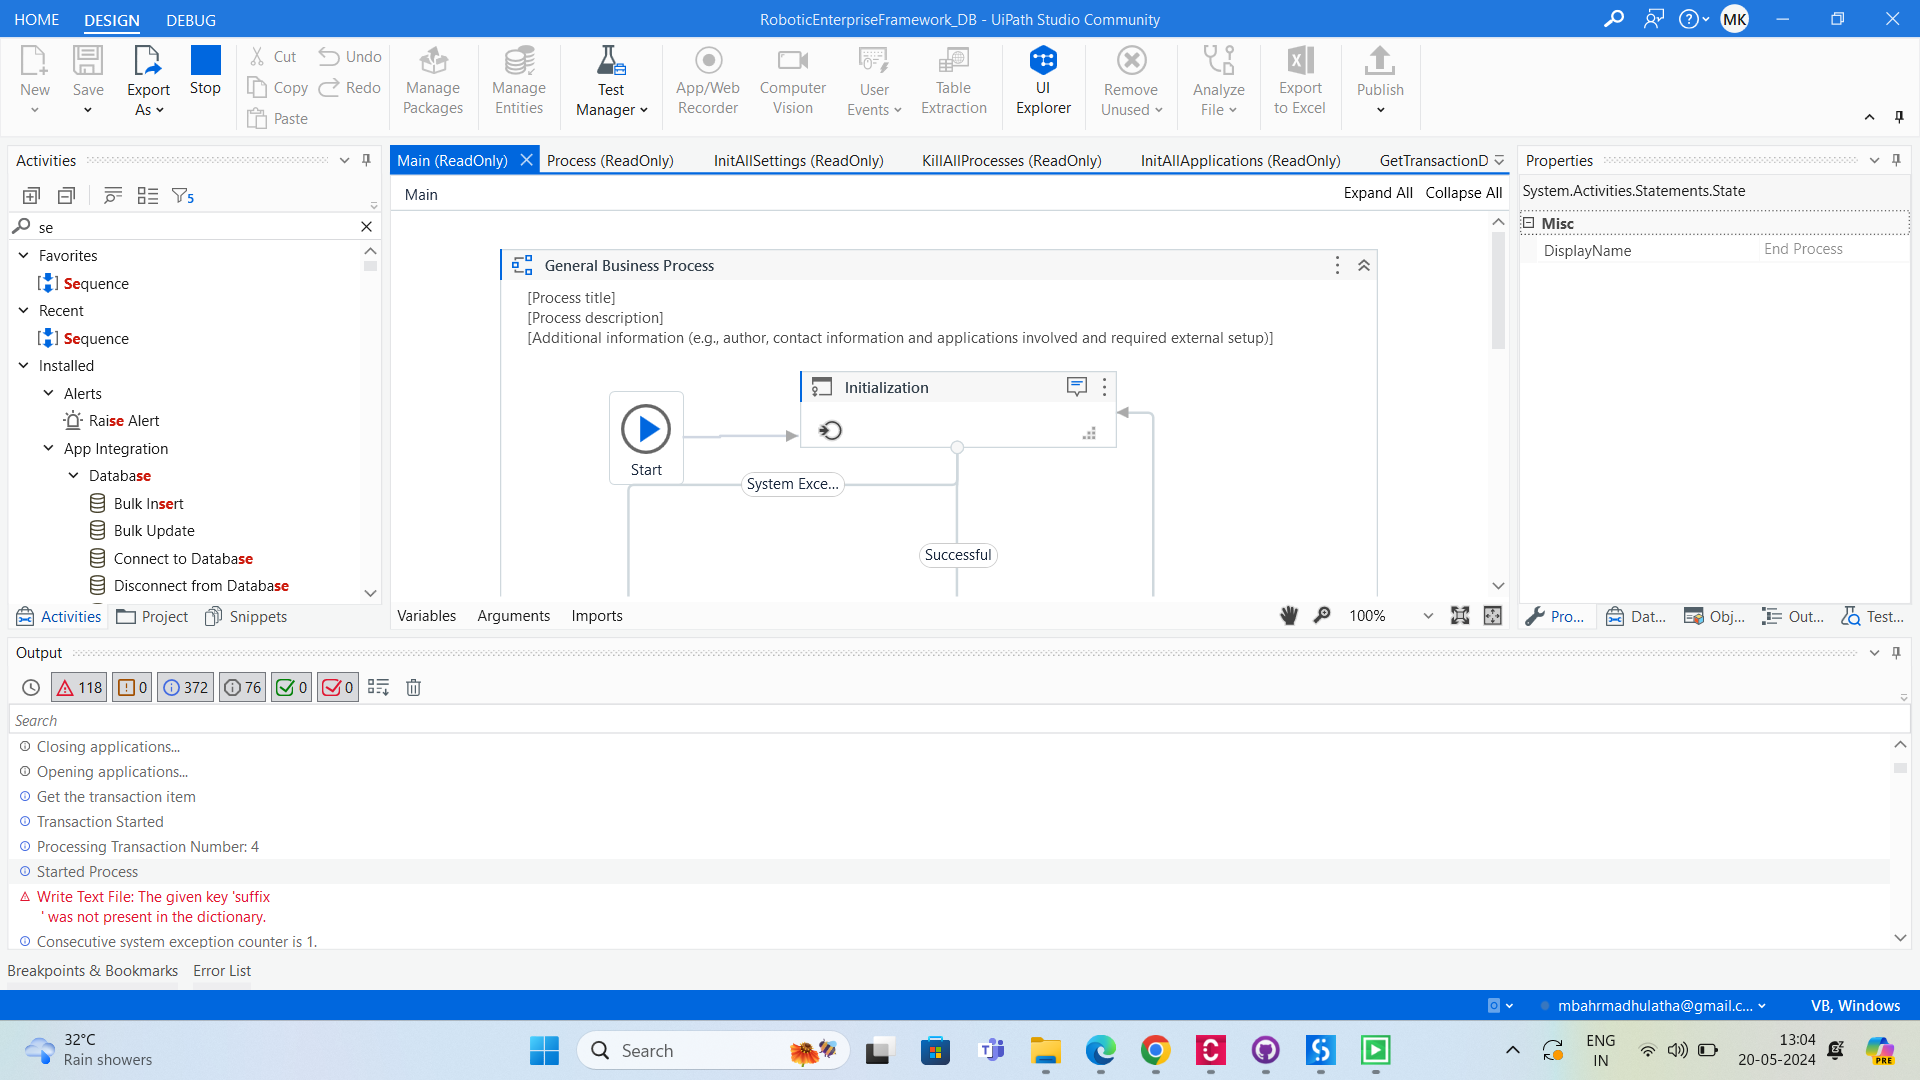 HOME
DESIGN
DEBUG
RoboticEnterpriseFramework_DB - UiPath Studio Community
MK
New
Save
Export As
Stop
Cut
Copy
Paste
Undo
Redo
Manage Packages
Manage Entities
Test Manager
App/Web Recorder
Computer Vision
User Events
Table Extraction
UI Explorer
Remove Unused
Analyze File
Export to Excel
Publish
Activities
5
se
Favorites
Sequence
Recent
Sequence
Installed
Alerts
Raise Alert
App Integration
Database
Bulk Insert
Bulk Update
Connect to Database
Disconnect from Database
Activities
Project
Snippets
Main (ReadOnly)
Process (ReadOnly)
InitAllSettings (ReadOnly)
KillAllProcesses (ReadOnly)
InitAllApplications (ReadOnly)
GetTransactionD
Main
Expand All
Collapse All
General Business Process
[Process title]
[Process description]
[Additional information (e.g., author, contact information and applications involved and required external setup)]
Initialization
Start
System Exce...
Successful
Variables
Arguments
Imports
100%
Properties
System.Activities.Statements.State
Misc
DisplayName
End Process
Pro...
Dat...
Obj...
Out...
Test...
Output
118
0
372
76
0
0
Search
Closing applications...
Opening applications...
Get the transaction item
Transaction Started
Processing Transaction Number: 4
Started Process
Write Text File: The given key 'suffix
' was not present in the dictionary.
Consecutive system exception counter is 1.
Breakpoints & Bookmarks
Error List
mbahrmadhulatha@gmail.c...
VB, Windows
32°C
Rain showers
Search
ENG
IN
13:04
20-05-2024
PRE